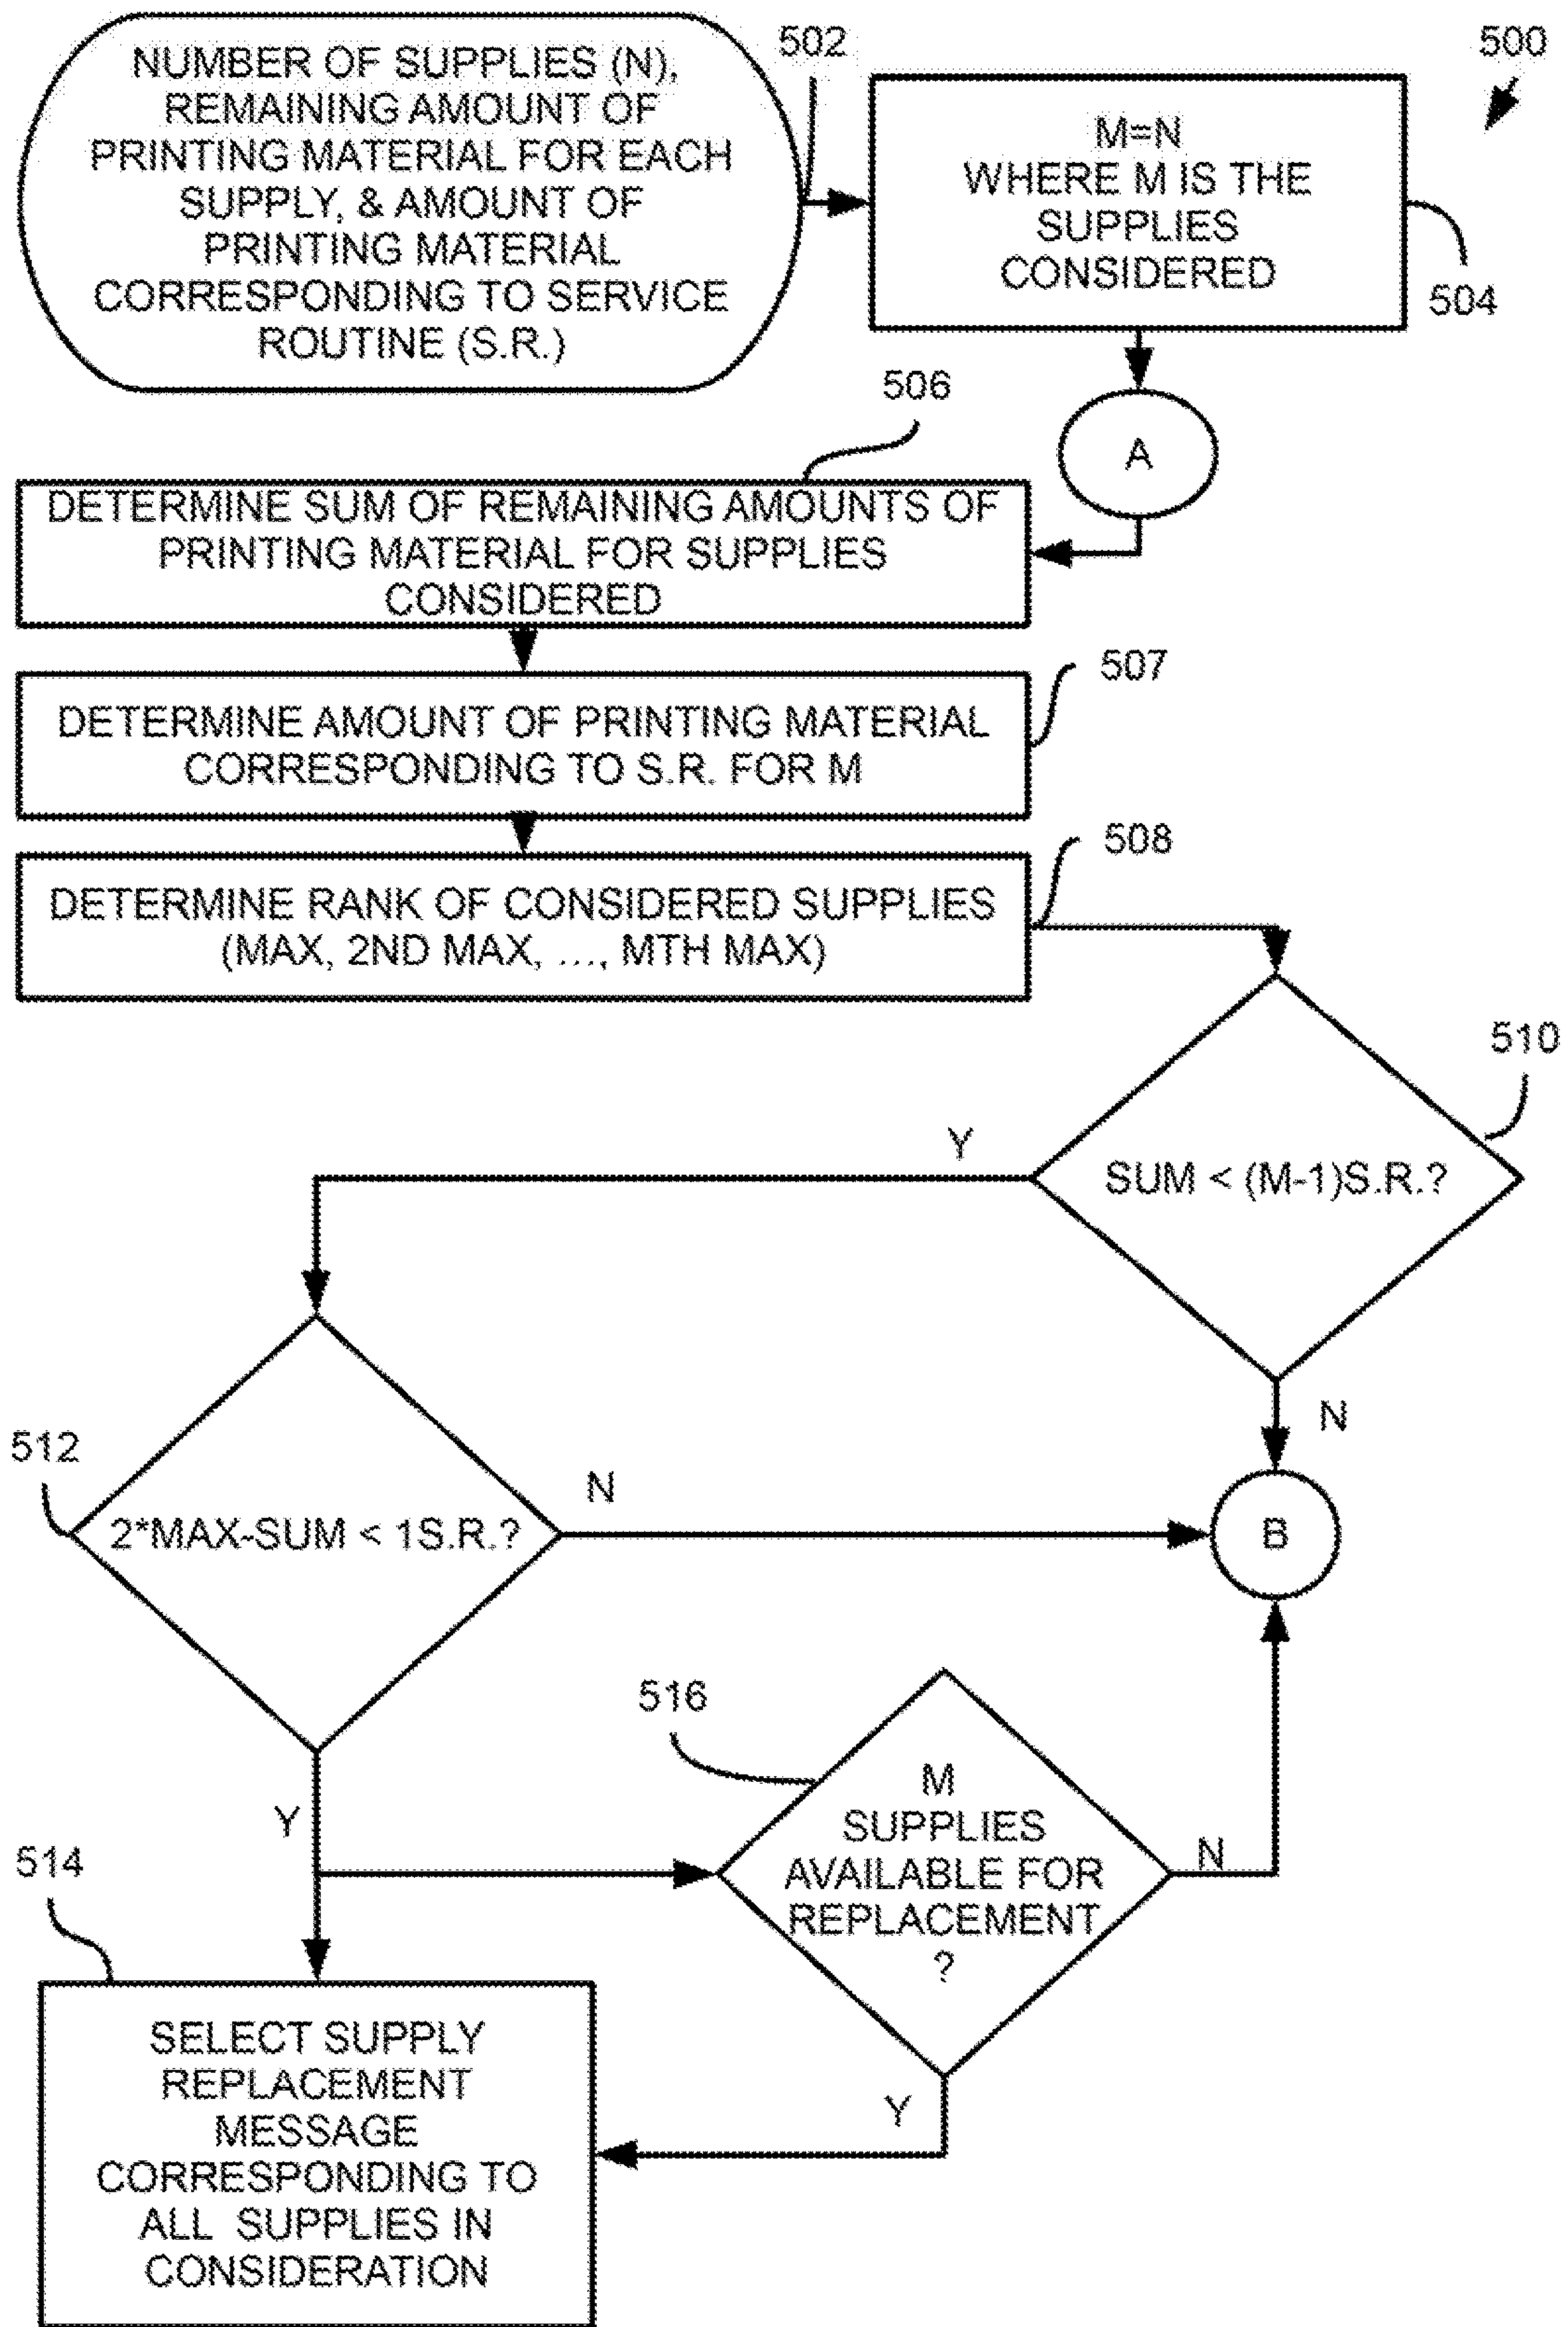 500
502
NUMBER OF SUPPLIES (N),
REMAINING AMOUNT OF
PRINTING MATERIAL FOR EACH
SUPPLY, & AMOUNT OF
PRINTING MATERIAL
CORRESPONDING TO SERVICE
ROUTINE (S.R.)
M=N
WHERE M IS THE
SUPPLIES
CONSIDERED
504
A
506
DETERMINE SUM OF REMAINING AMOUNTS OF
PRINTING MATERIAL FOR SUPPLIES
CONSIDERED
507
DETERMINE AMOUNT OF PRINTING MATERIAL
CORRESPONDING TO S.R. FOR M
508
DETERMINE RANK OF CONSIDERED SUPPLIES
(MAX, 2ND MAX, ..., MTH MAX)
510
SUM < (M-1)S.R.?
Y
N
512
2*MAX-SUM < 1S.R.?
N
B
Y
516
M
SUPPLIES
AVAILABLE FOR
REPLACEMENT
?
N
Y
514
SELECT SUPPLY
REPLACEMENT
MESSAGE
CORRESPONDING TO
ALL SUPPLIES IN
CONSIDERATION